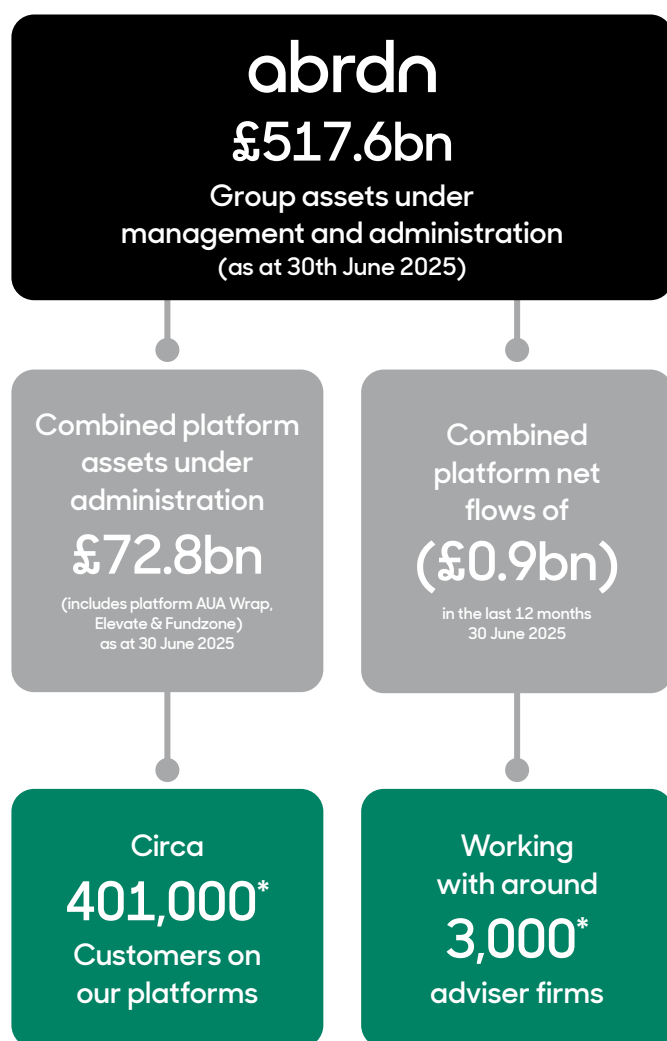 abrdn
£517.6bn
Group assets under
management and administration
(as at 30th June 2025)
Combined platform
assets under
administration
£72.8bn
(includes platform AUA Wrap,
Elevate & Fundzone)
as at 30 June 2025
Combined
platform net
flows of
(£0.9bn)
in the last 12 months
30 June 2025
Circa
401,000*
Customers on
our platforms
Working
with around
3,000*
adviser firms